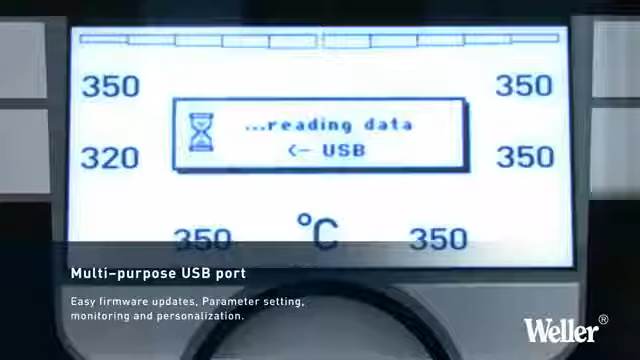 350
350
...reading data
<- USB
320
350
350
°C
350
Multi-purpose USB port
Easy firmware updates, Parameter setting,
monitoring and personalization.
Weller®